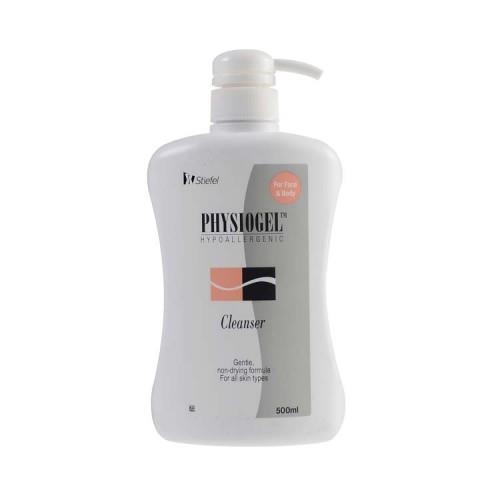 Stiefel
For Face
& Body
PHYSIOGEL™
HYPOALLERGENIC
Cleanser
Gentle,
non-drying formula
For all skin types
500ml